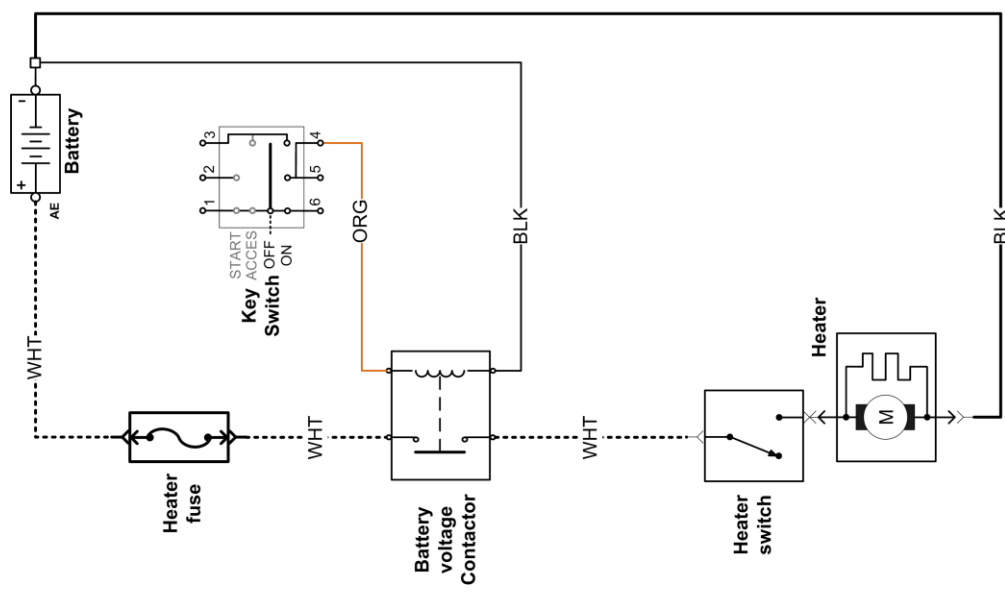 -
+
Battery
AE
WHT
3
2
1
4
5
6
START
ACCES
OFF
ON
Key
Switch
ORG
BLK
Heater
fuse
WHT
Battery
voltage
Contactor
WHT
Heater
switch
Heater
M
BLK